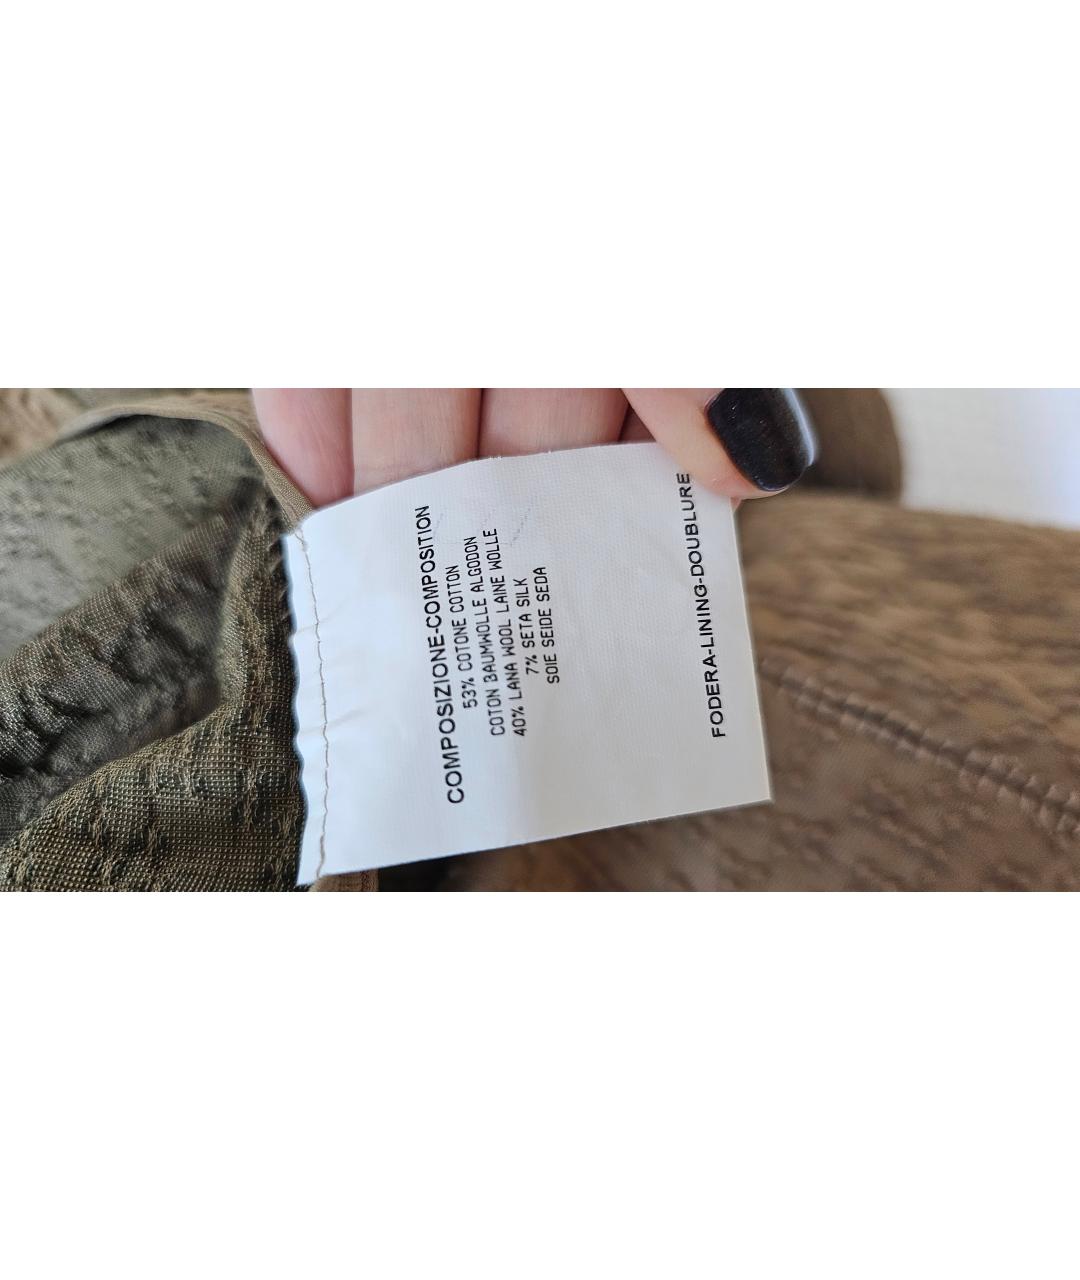 COMPOSIZIONE-COMPOSITION
53% COTONE COTTON
COTON BAUMWOLLE ALGODON
40% LANA WOOL LAINE WOLLE
7% SETA SILK
SOIE SEIDE SEDA
FODERA-LINING-DOUBLURE